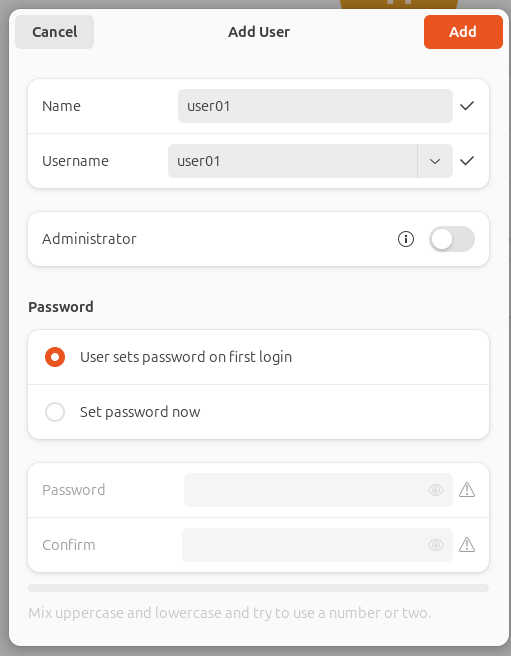 Cancel Add User Add
Name user01
Username user01
Administrator
Password
User sets password on first login
Set password now
Password
Confirm
Mix uppercase and lowercase and try to use a number or two.